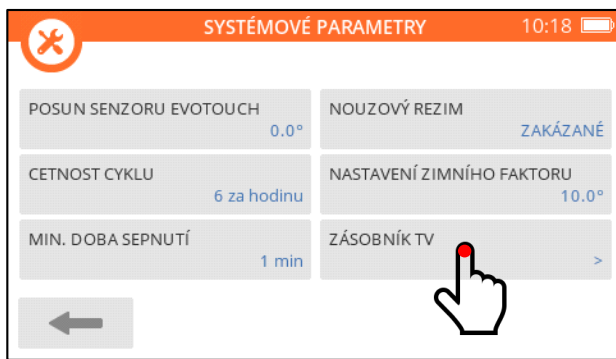 SYSTÉMOVÉ PARAMETRY 10:18
POSUN SENZORU EVOTOUCH
0.0°
NOUZOVÝ REZIM
ZAKÁZANÉ
CETNOST CYKLU
6 za hodinu
NASTAVENÍ ZIMNÍHO FAKTORU
10.0°
MIN. DOBA SEPNUTÍ
1 min
ZÁSOBNÍK TV
>